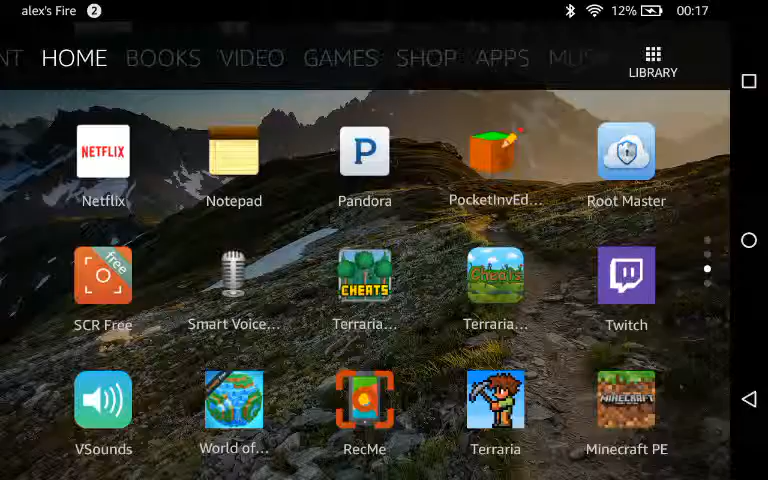 alex's Fire 2 12% 00:17
NT HOME BOOKS VIDEO GAMES SHOP APPS MUS
LIBRARY
NETFLIX
P
Netflix Notepad Pandora PocketInvEd... Root Master
free
CHEATS Cheats
SCR Free Smart Voice... Terraria... Terraria... Twitch
MINECRAFT
VSounds World of... RecMe Terraria Minecraft PE